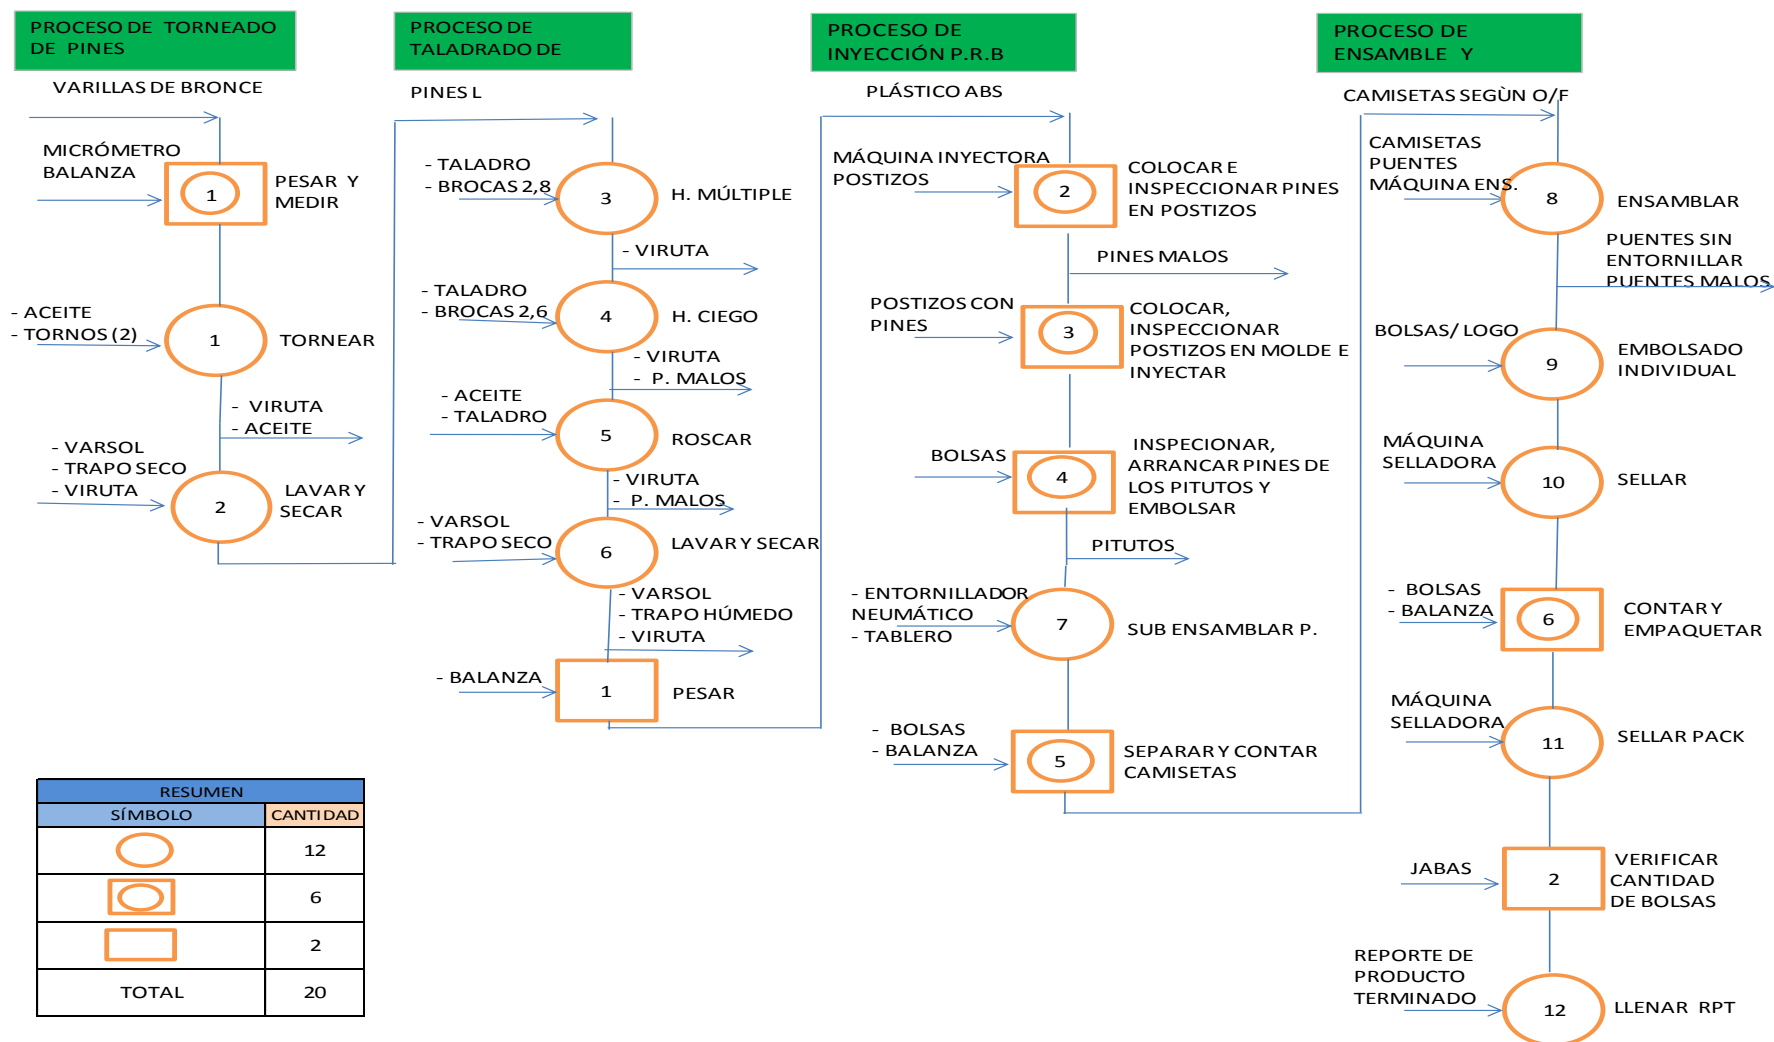 PROCESO DE TORNEADO
DE PINES
VARILLAS DE BRONCE
MICRÓMETRO
BALANZA
1
PESAR Y
MEDIR
- ACEITE
- TORNOS (2)
1
TORNEAR
- VIRUTA
- ACEITE
- VARSOL
- TRAPO SECO
- VIRUTA
2
LAVAR Y
SECAR
PROCESO DE
TALADRADO DE
PINES L
- TALADRO
- BROCAS 2,8
3
H. MÚLTIPLE
- VIRUTA
- TALADRO
- BROCAS 2,6
4
H. CIEGO
- VIRUTA
- P. MALOS
- ACEITE
- TALADRO
5
ROSCAR
- VIRUTA
- P. MALOS
- VARSOL
- TRAPO SECO
6
LAVAR Y SECAR
- VARSOL
- TRAPO HÚMEDO
- VIRUTA
- BALANZA
1
PESAR
PROCESO DE
INYECCIÓN P.R.B
PLÁSTICO ABS
MÁQUINA INYECTORA
POSTIZOS
2
COLOCAR E
INSPECCIONAR PINES
EN POSTIZOS
PINES MALOS
POSTIZOS CON
PINES
3
COLOCAR,
INSPECCIONAR
POSTIZOS EN MOLDE E
INYECTAR
BOLSAS
4
INSPECIONAR,
ARRANCAR PINES DE
LOS PITUTOS Y
EMBOLSAR
PITUTOS
- ENTORNILLADOR
NEUMÁTICO
- TABLERO
7
SUB ENSAMBLAR P.
- BOLSAS
- BALANZA
5
SEPARAR Y CONTAR
CAMISETAS
PROCESO DE
ENSAMBLE Y
CAMISETAS SEGÙN O/F
CAMISETAS
PUENTES
MÁQUINA ENS.
8
ENSAMBLAR
PUENTES SIN
ENTORNILLAR
PUENTES MALOS
BOLSAS/ LOGO
9
EMBOLSADO
INDIVIDUAL
MÁQUINA
SELLADORA
10
SELLAR
- BOLSAS
- BALANZA
6
CONTAR Y
EMPAQUETAR
MÁQUINA
SELLADORA
11
SELLAR PACK
JABAS
2
VERIFICAR
CANTIDAD
DE BOLSAS
REPORTE DE
PRODUCTO
TERMINADO
12
LLENAR RPT
RESUMEN
SÍMBOLO CANTIDAD
12
6
2
TOTAL 20